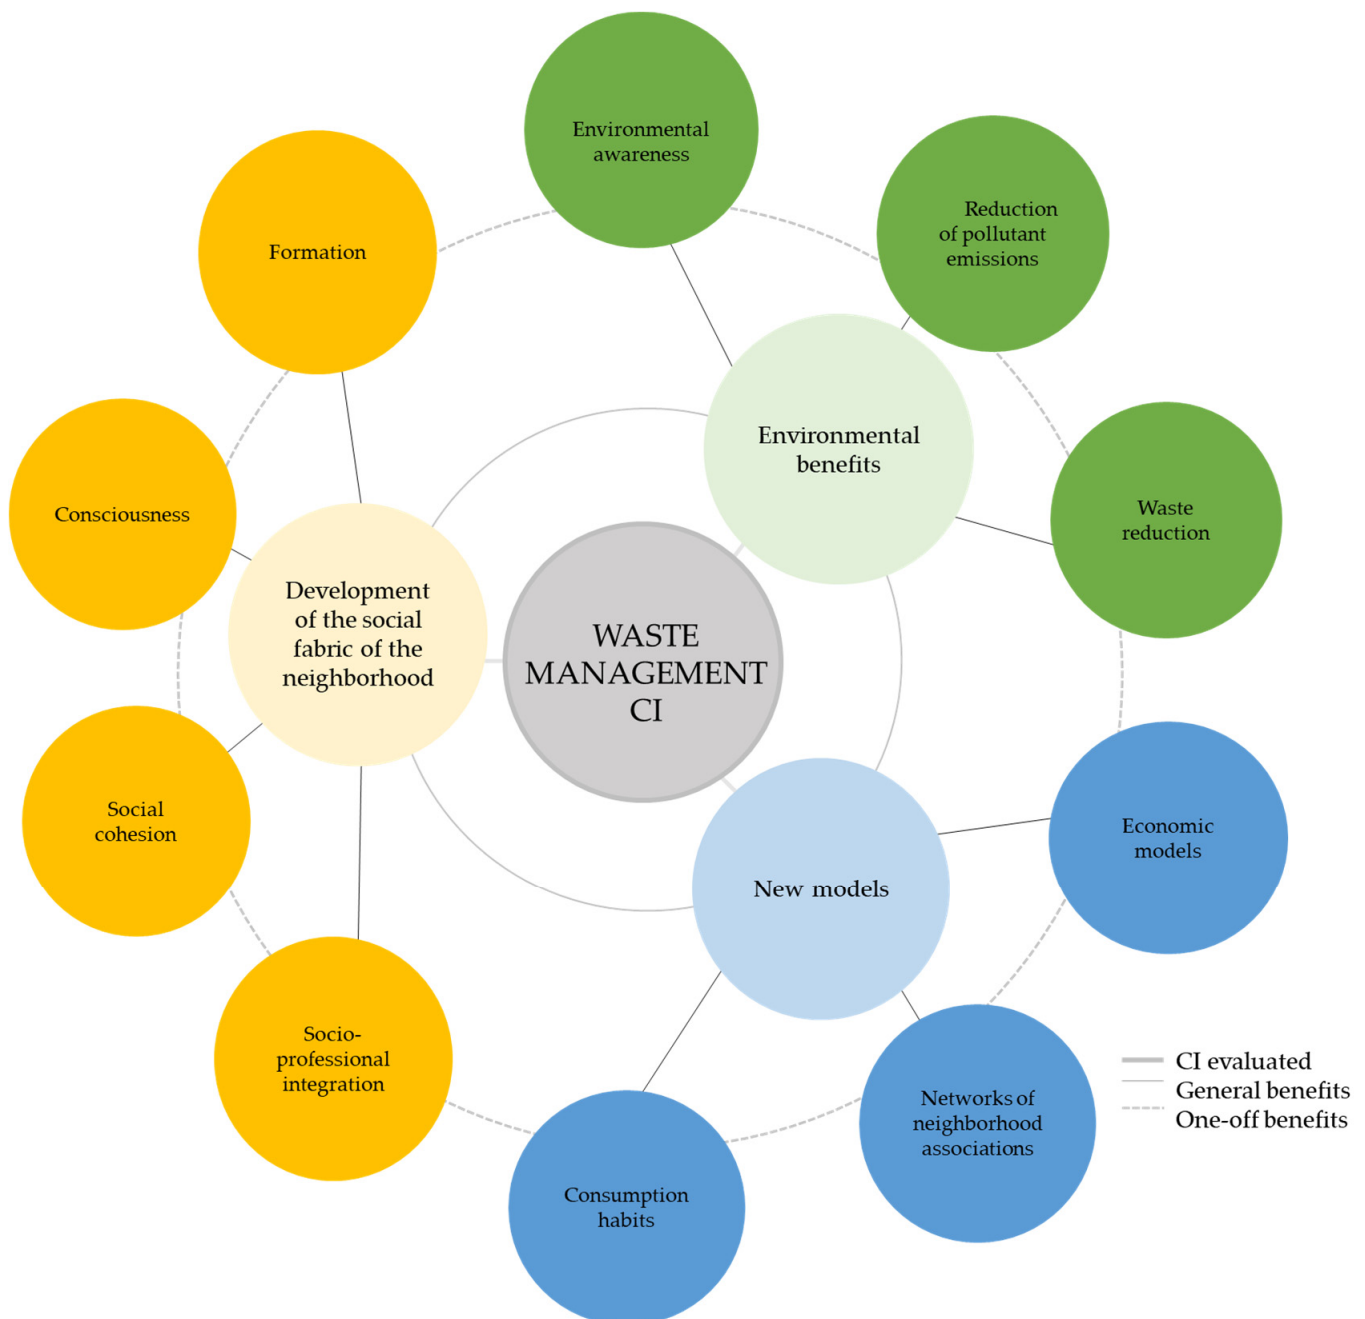 Environmental
awareness
Reduction
of pollutant
emissions
Formation
Environmental
benefits
Waste
reduction
Consciousness
Development
of the social
fabric of the
neighborhood
WASTE
MANAGEMENT
CI
Social
cohesion
Economic
models
New models
Socio-
professional
integration
Networks of
neighborhood
associations
Consumption
habits
CI evaluated
General benefits
One-off benefits